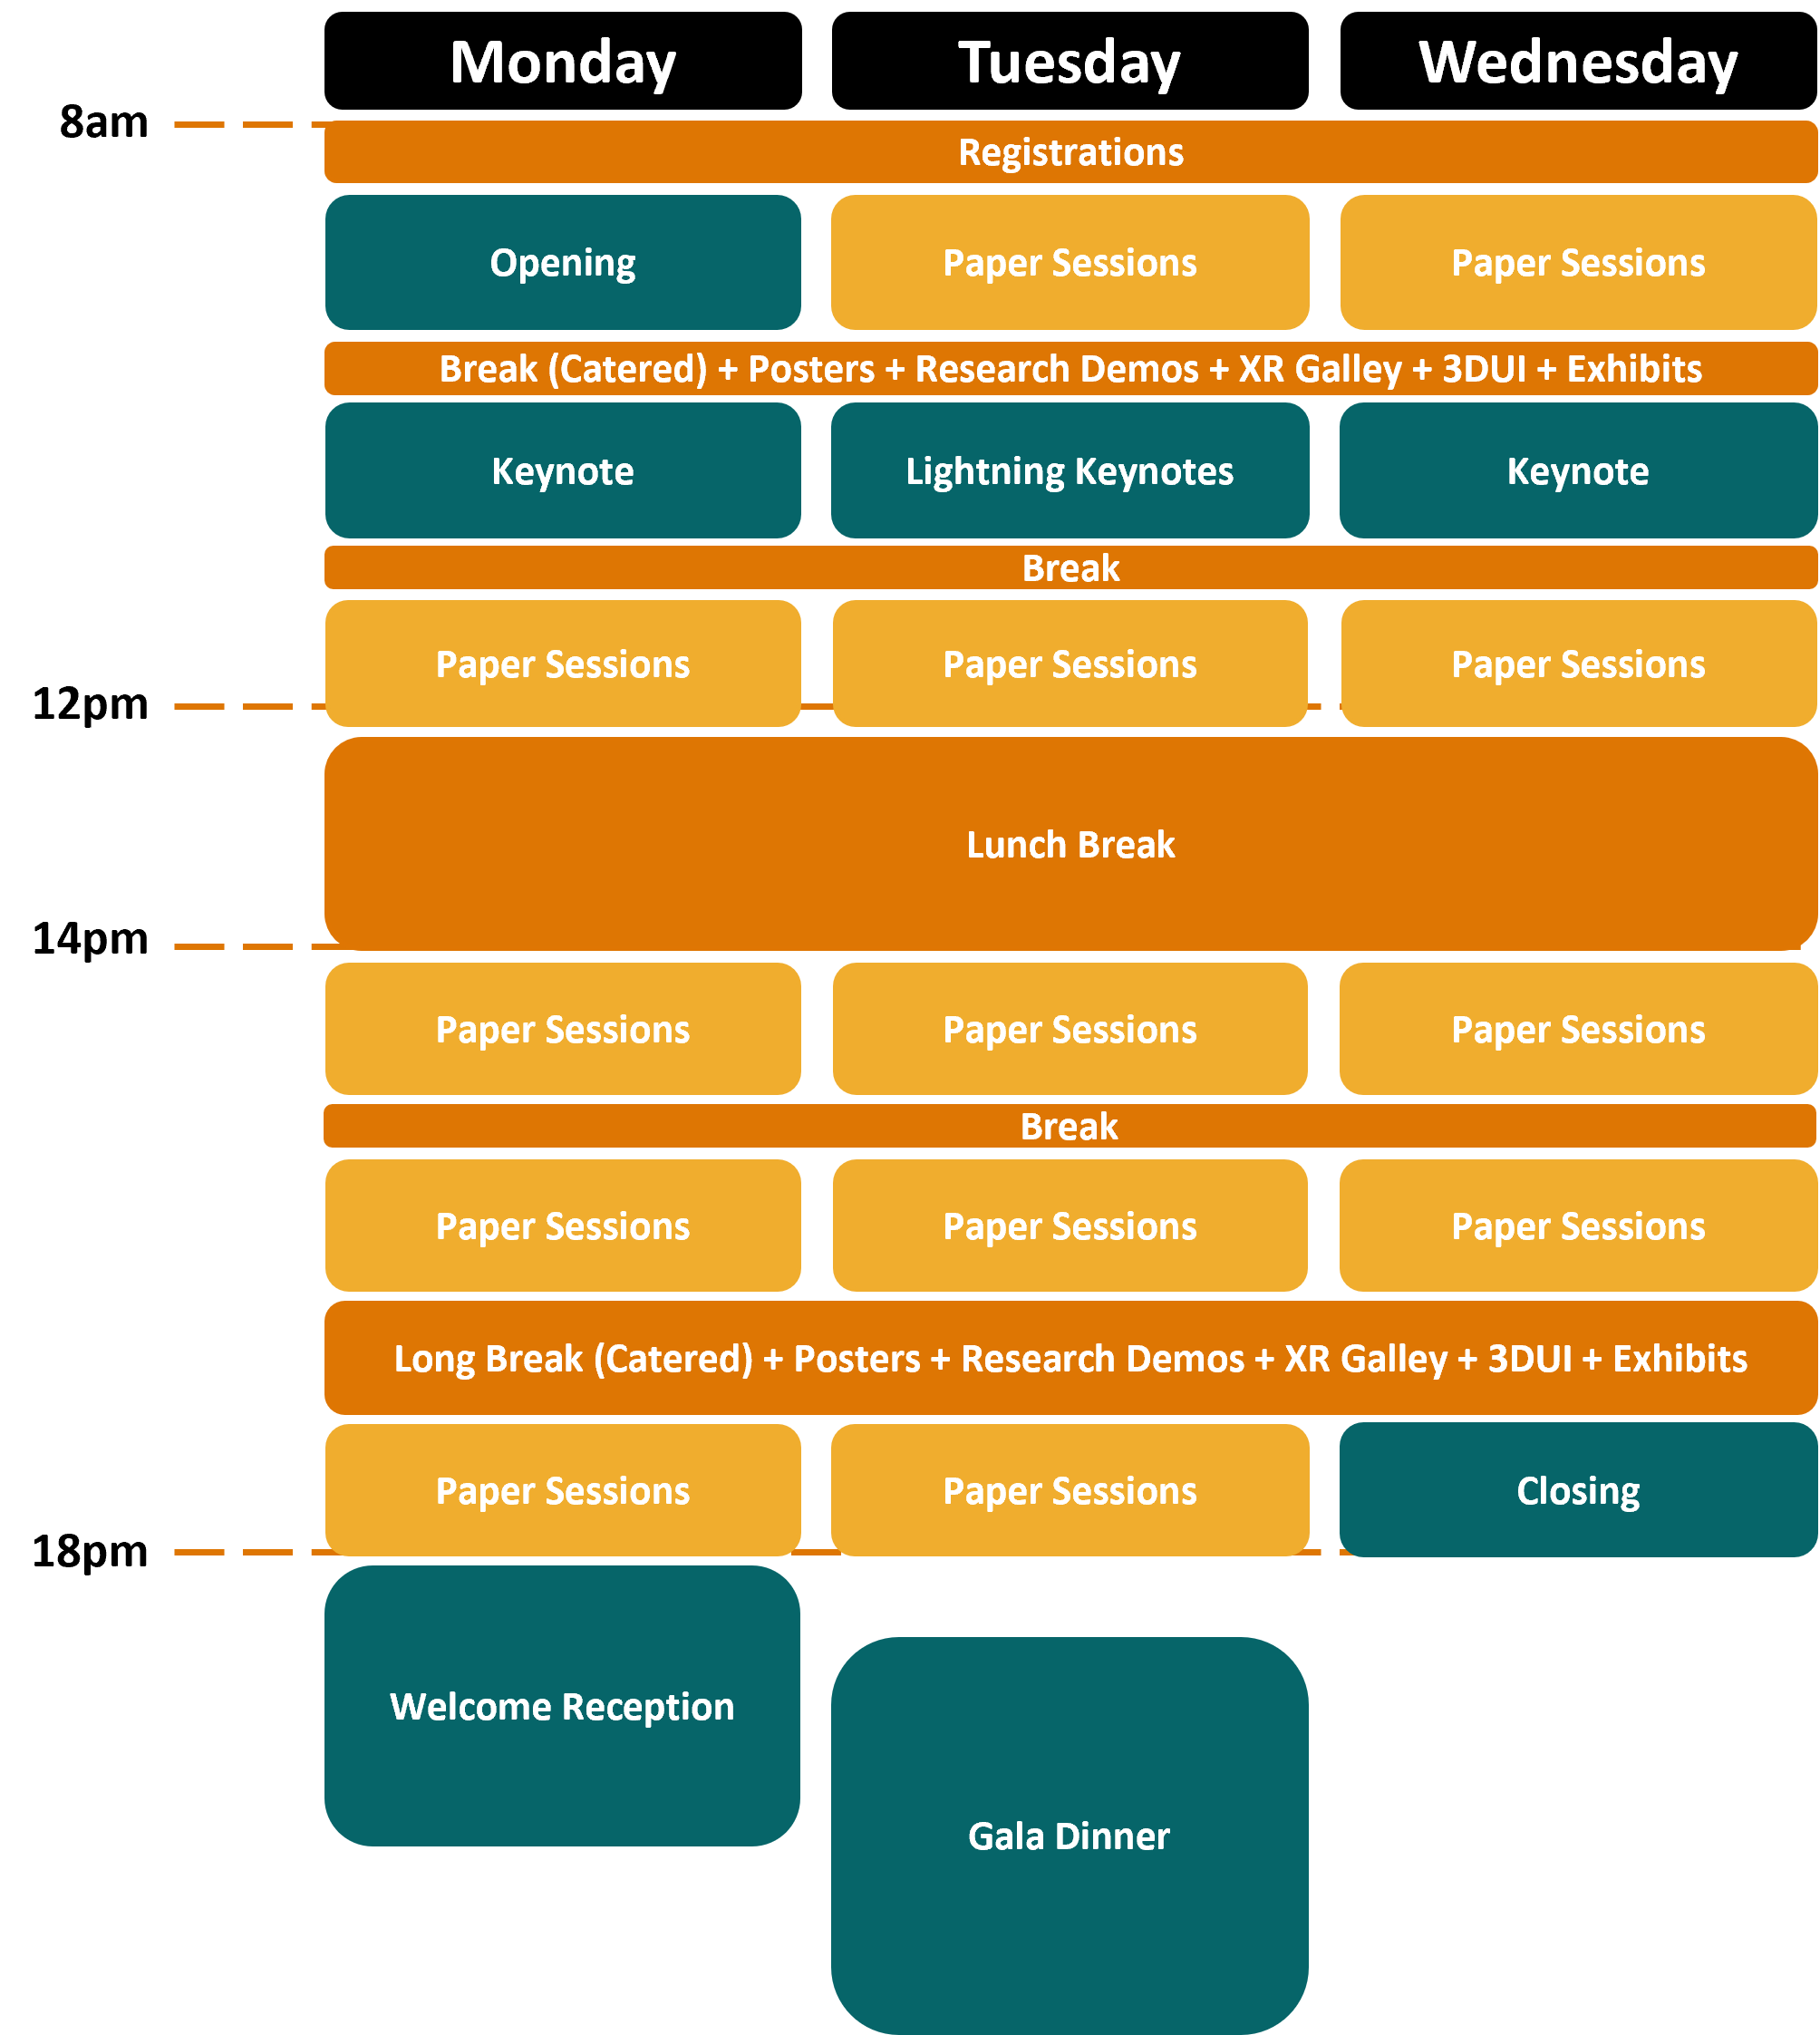 Monday Tuesday Wednesday
8am
Registrations
Opening Paper Sessions Paper Sessions
Break (Catered) + Posters + Research Demos + XR Galley + 3DUI + Exhibits
Keynote Lightning Keynotes Keynote
Break
Paper Sessions Paper Sessions Paper Sessions
12pm
Lunch Break
14pm
Paper Sessions Paper Sessions Paper Sessions
Break
Paper Sessions Paper Sessions Paper Sessions
Long Break (Catered) + Posters + Research Demos + XR Galley + 3DUI + Exhibits
Paper Sessions Paper Sessions Closing
18pm
Welcome Reception
Gala Dinner